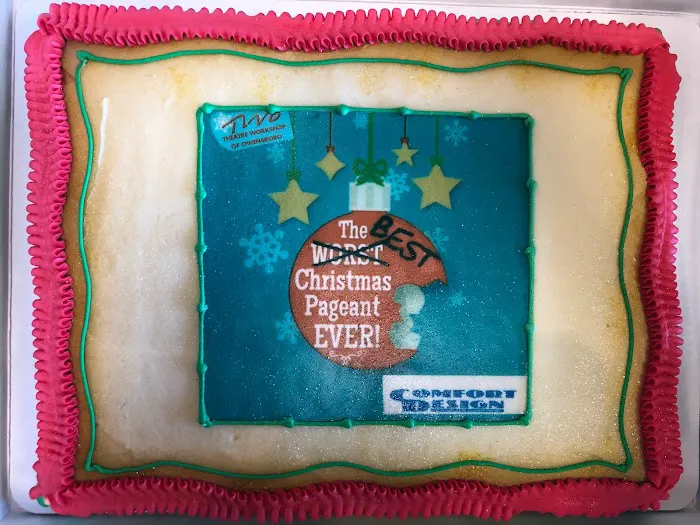 TWO
THEATRE WORKSHOP
OF OWENSBORO
The BEST
WORST
Christmas
Pageant
EVER!
COMFORT
DESIGN